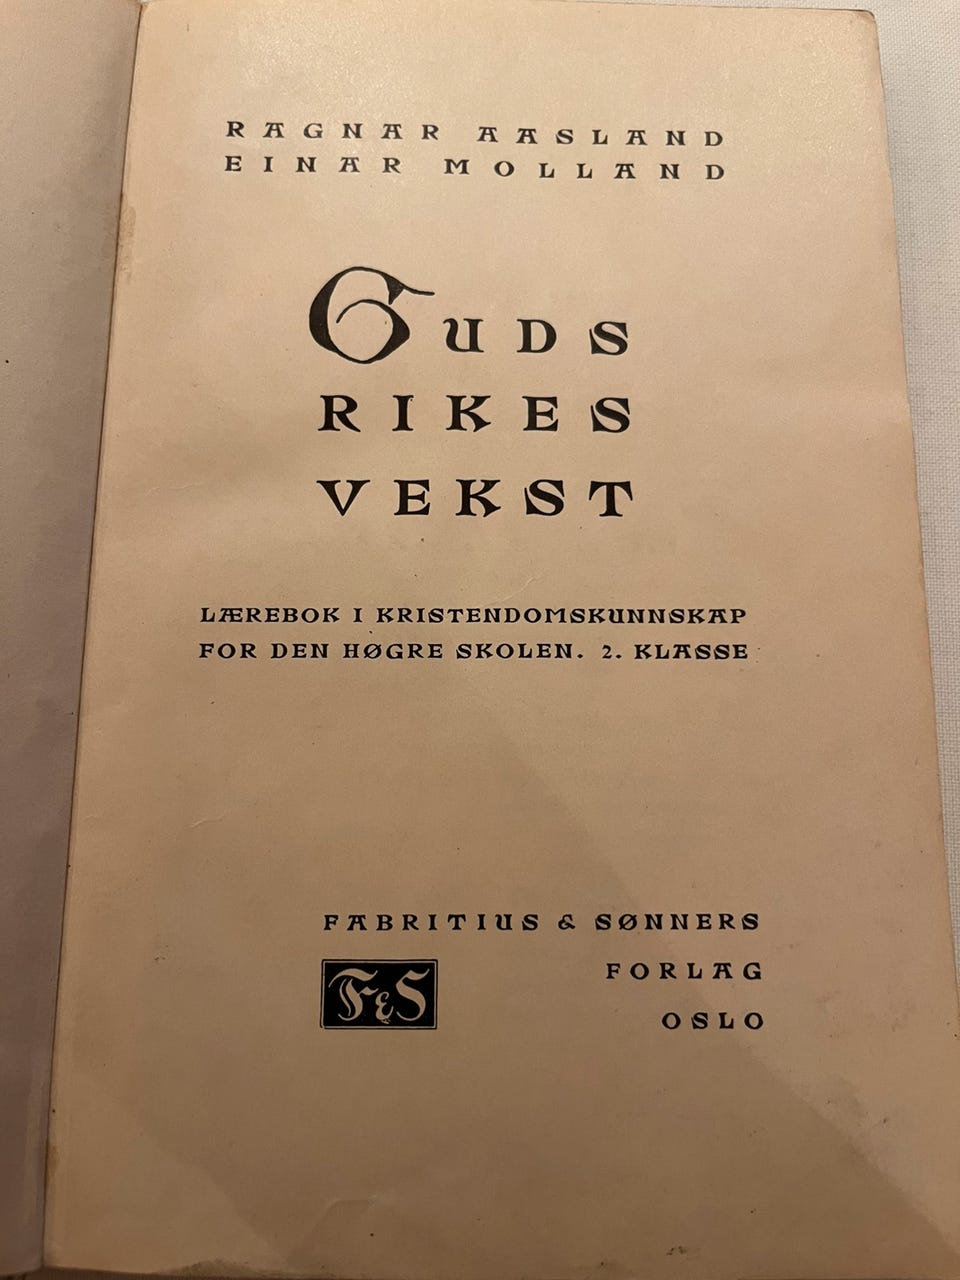 RAGNAR AASLAND
EINAR MOLLAND
GUDS
RIKES
VEKST
LÆREBOK I KRISTENDOMSKUNNSKAP
FOR DEN HØGRE SKOLEN. 2. KLASSE
FABRITIUS & SØNNERS
FORLAG
F&S
OSLO